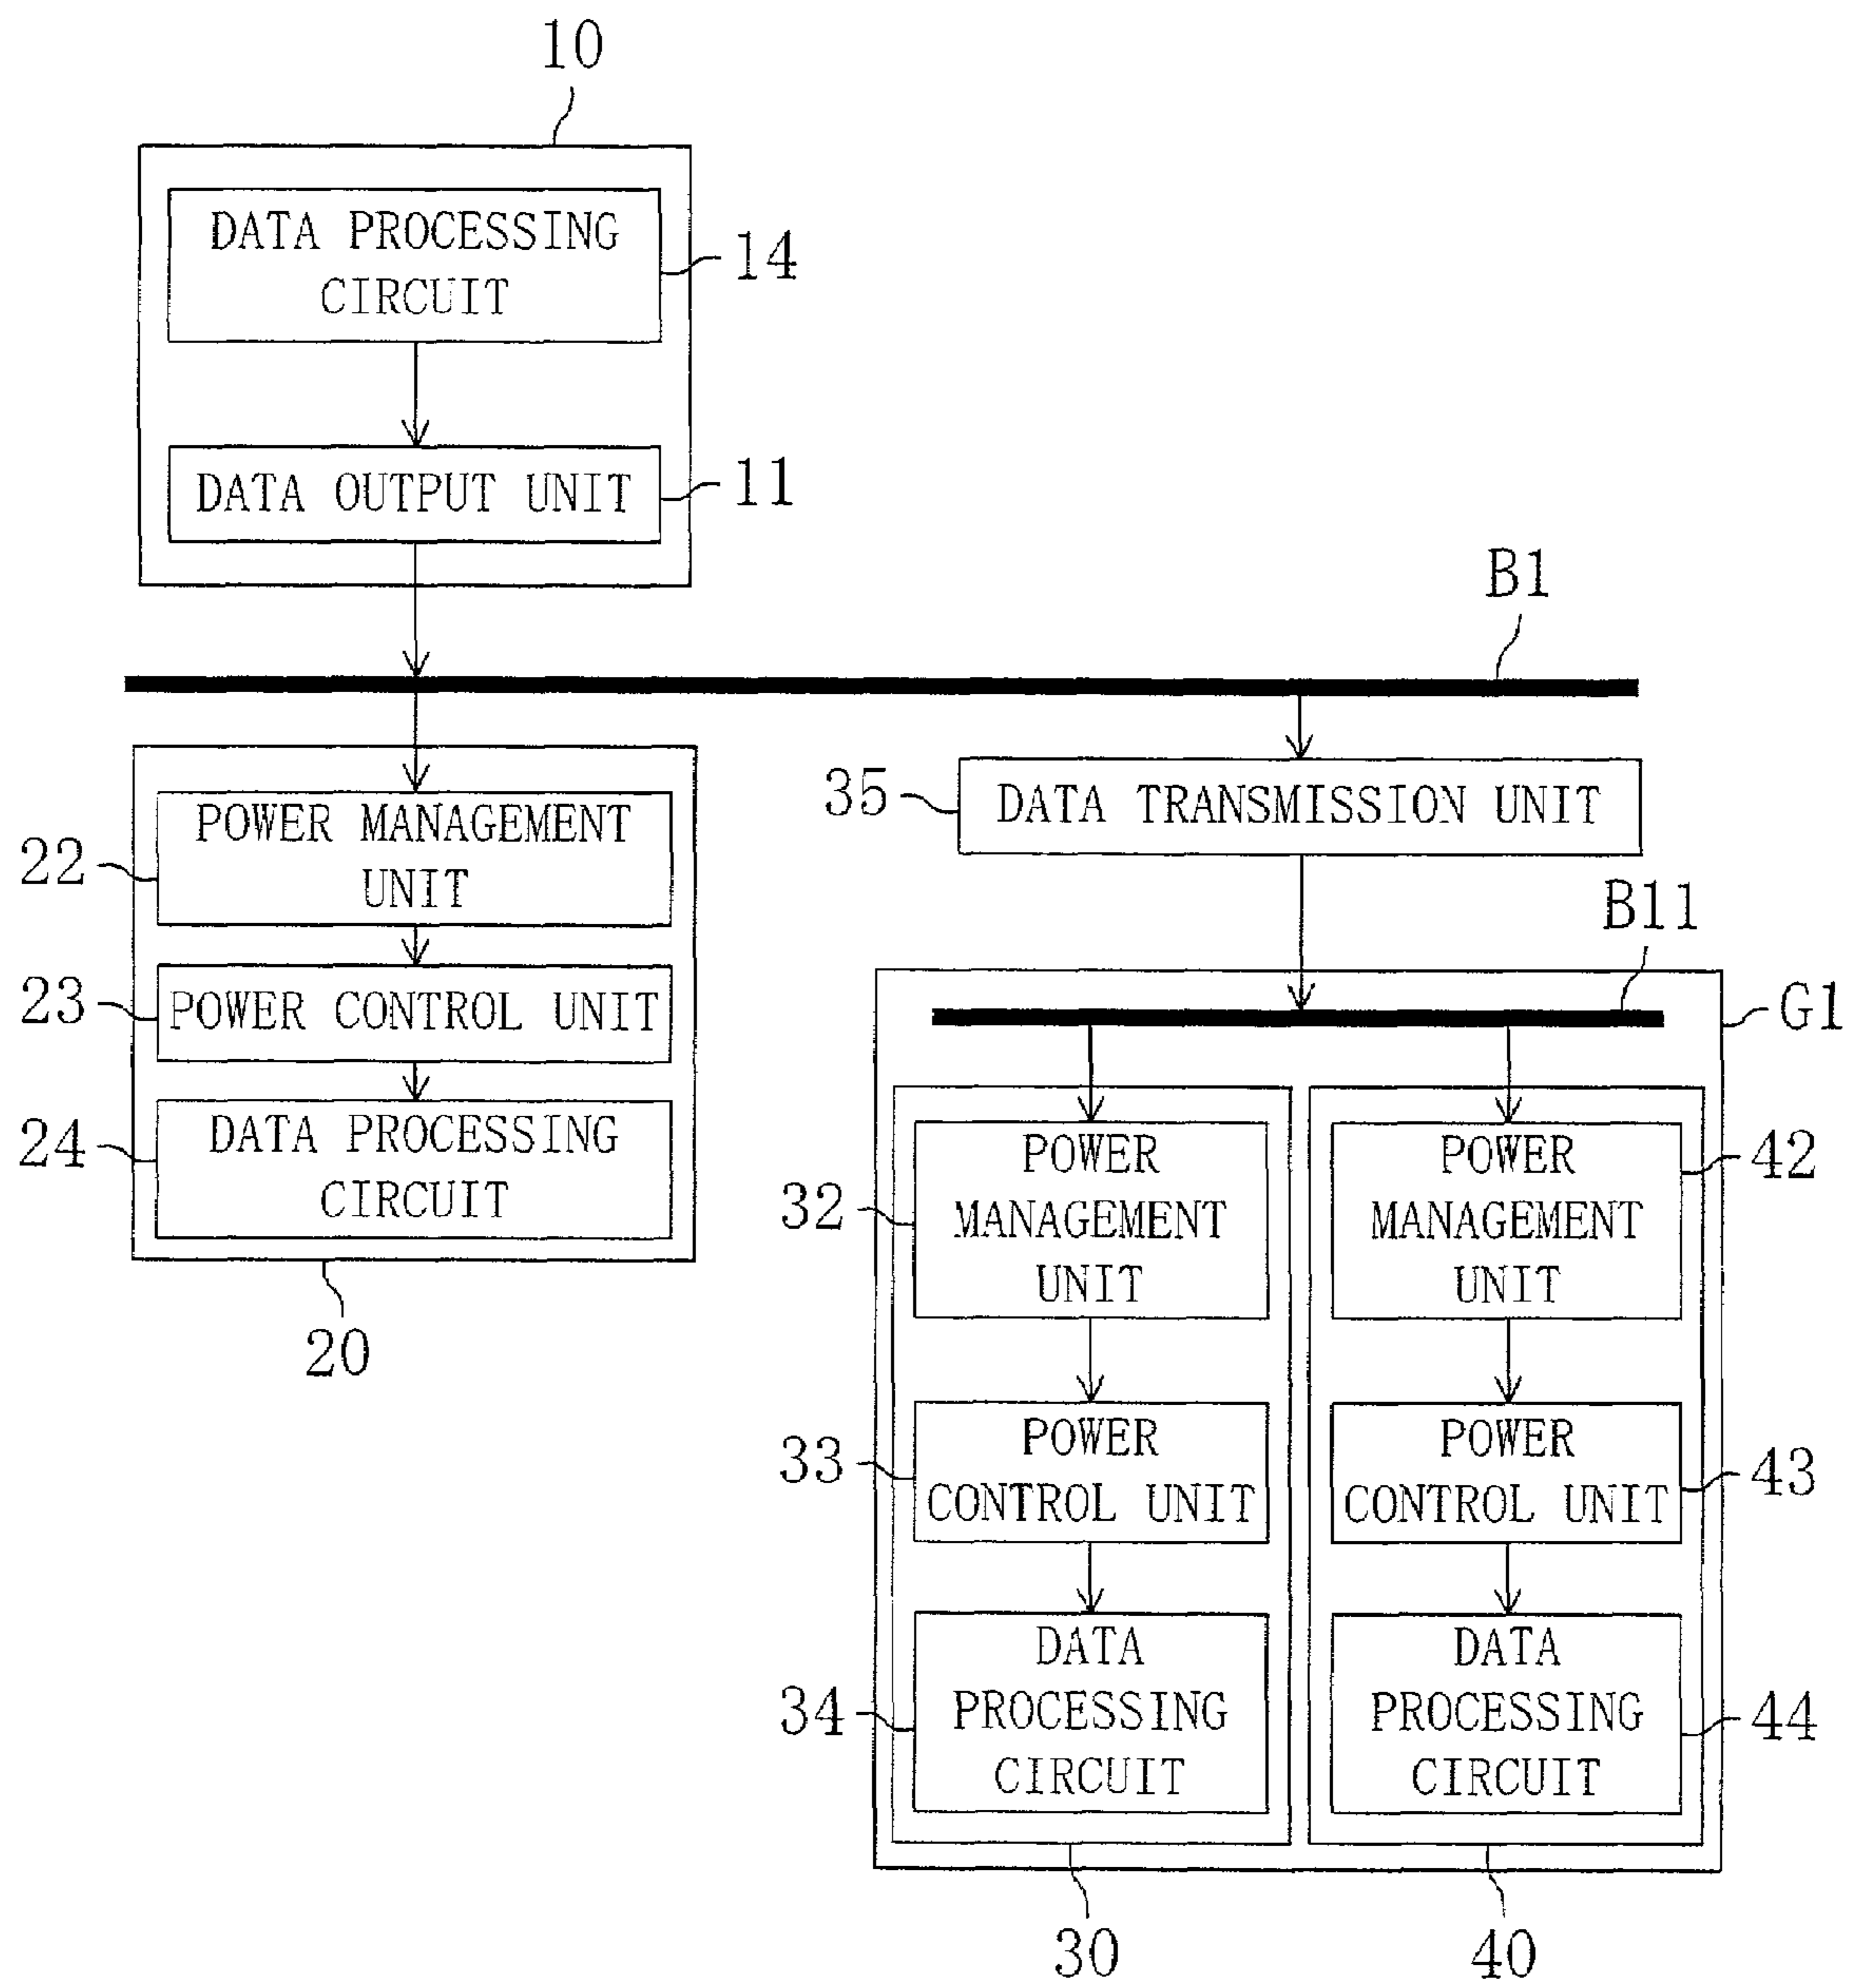 10
DATA PROCESSING
CIRCUIT
14
DATA OUTPUT UNIT
11
B1
POWER MANAGEMENT
UNIT
22
POWER CONTROL UNIT
23
DATA PROCESSING
CIRCUIT
24
20
35
DATA TRANSMISSION UNIT
B11
G1
POWER
MANAGEMENT
UNIT
32
POWER
CONTROL UNIT
33
DATA
PROCESSING
CIRCUIT
34
30
POWER
MANAGEMENT
UNIT
42
POWER
CONTROL UNIT
43
DATA
PROCESSING
CIRCUIT
44
40